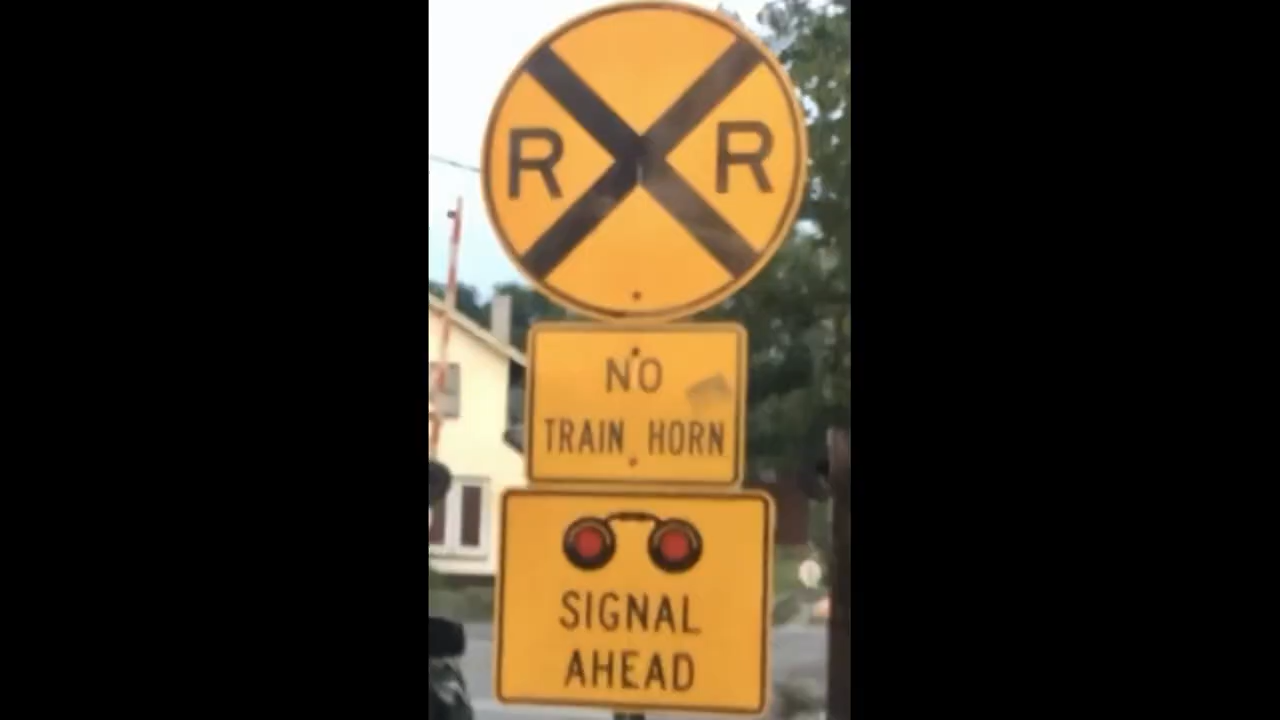 R R
NO
TRAIN HORN
SIGNAL
AHEAD